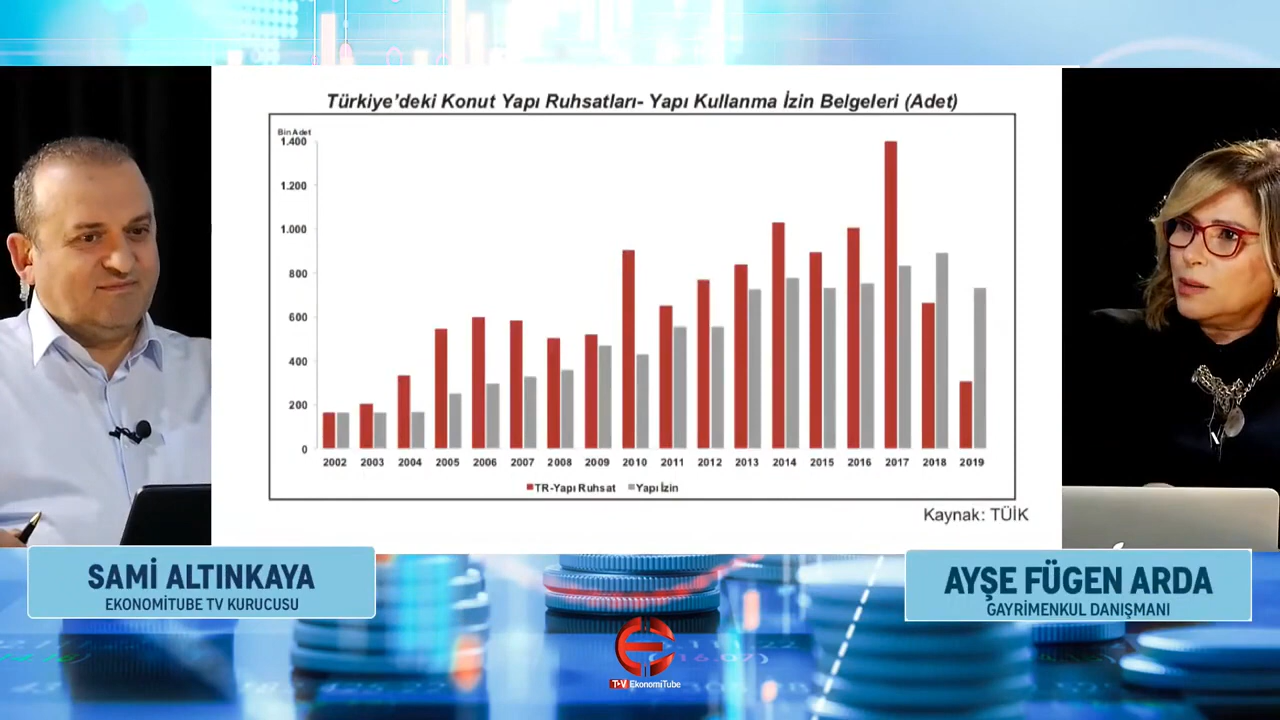 Türkiye'deki Konut Yapı Ruhsatları- Yapı Kullanma İzin Belgeleri (Adet)
Bin Adet
1.400
1.200
1.000
800
600
400
200
0
2002 2003 2004 2005 2006 2007 2008 2009 2010 2011 2012 2013 2014 2015 2016 2017 2018 2019
TR-Yapı Ruhsat Yapı İzin
Kaynak: TÜİK
SAMİ ALTINKAYA
EKONOMİTUBE TV KURUCUSU
AYŞE FÜGEN ARDA
GAYRİMENKUL DANIŞMANI
TV EkonomiTube